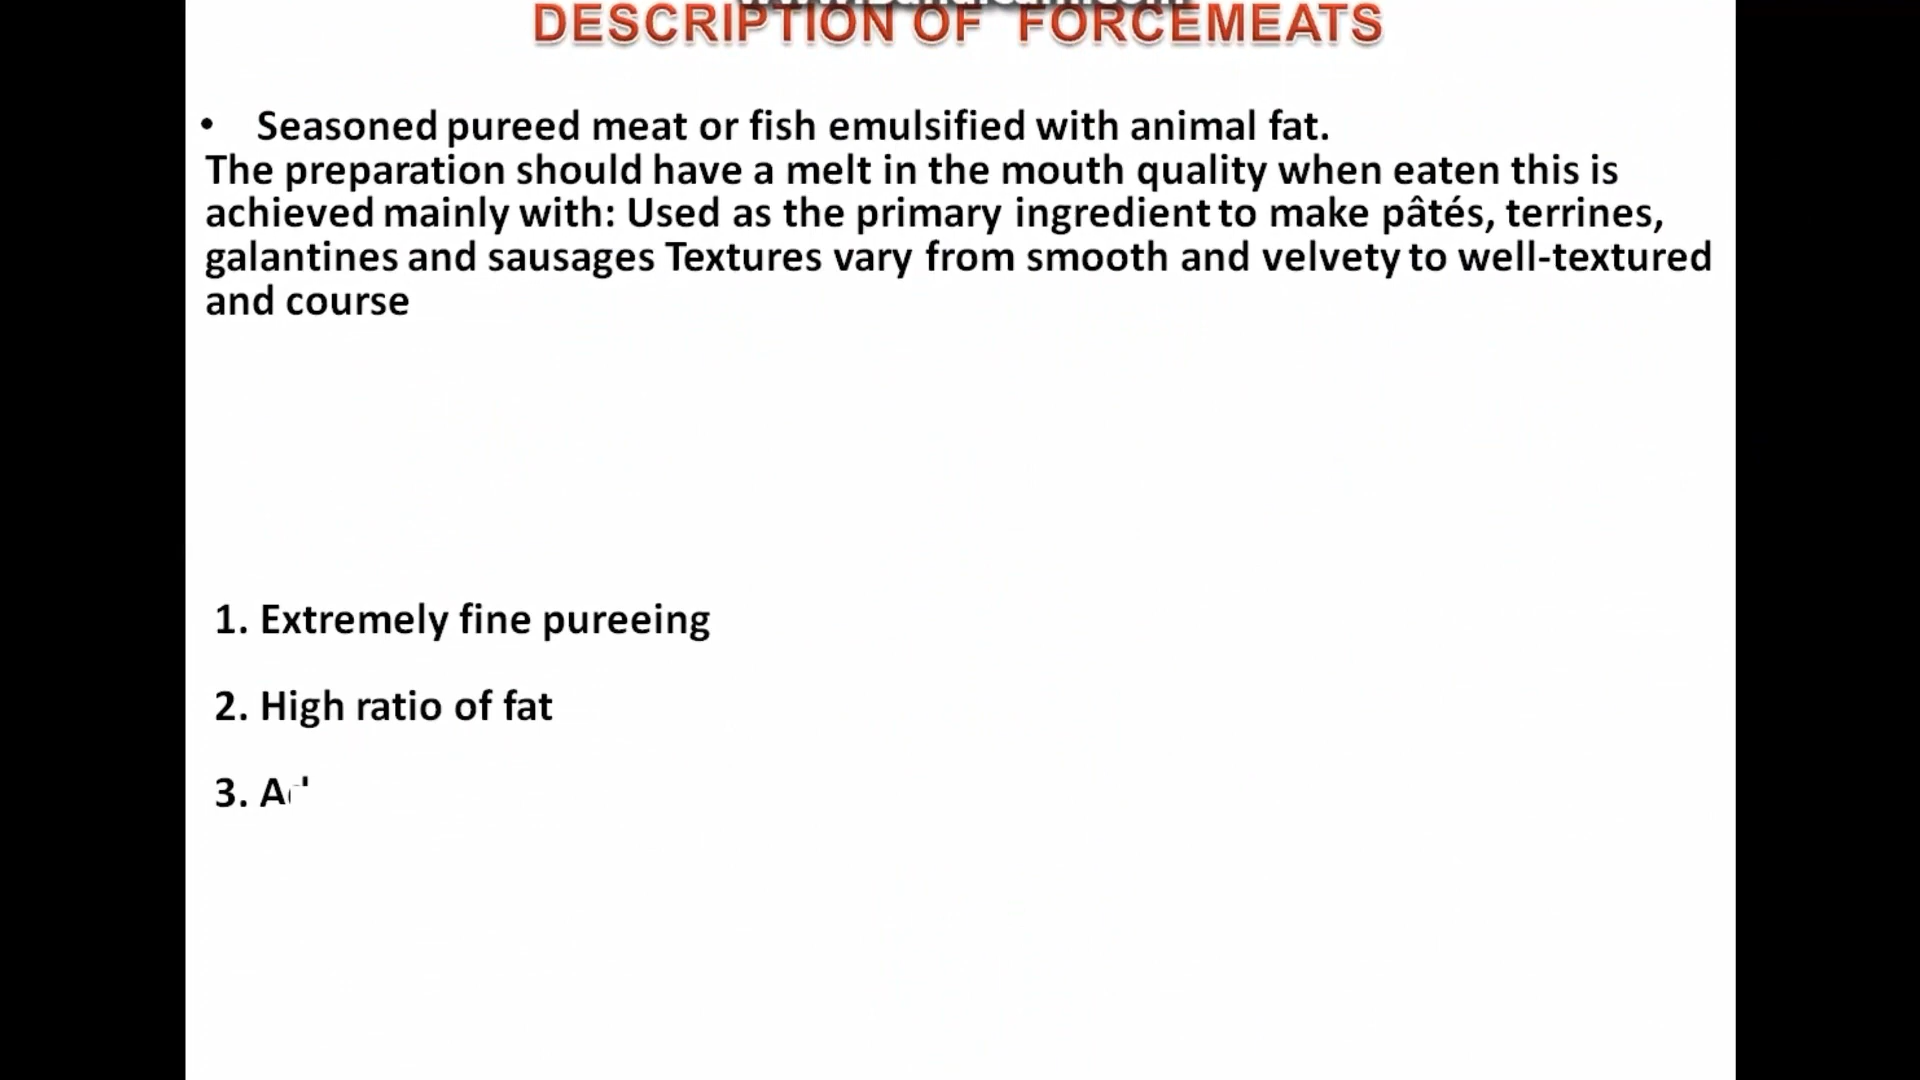 DESCRIPTION OF FORCEMEATS
• Seasoned pureed meat or fish emulsified with animal fat.
The preparation should have a melt in the mouth quality when eaten this is
achieved mainly with: Used as the primary ingredient to make pâtés, terrines,
galantines and sausages Textures vary from smooth and velvety to well-textured
and course
1. Extremely fine pureeing
2. High ratio of fat
3.